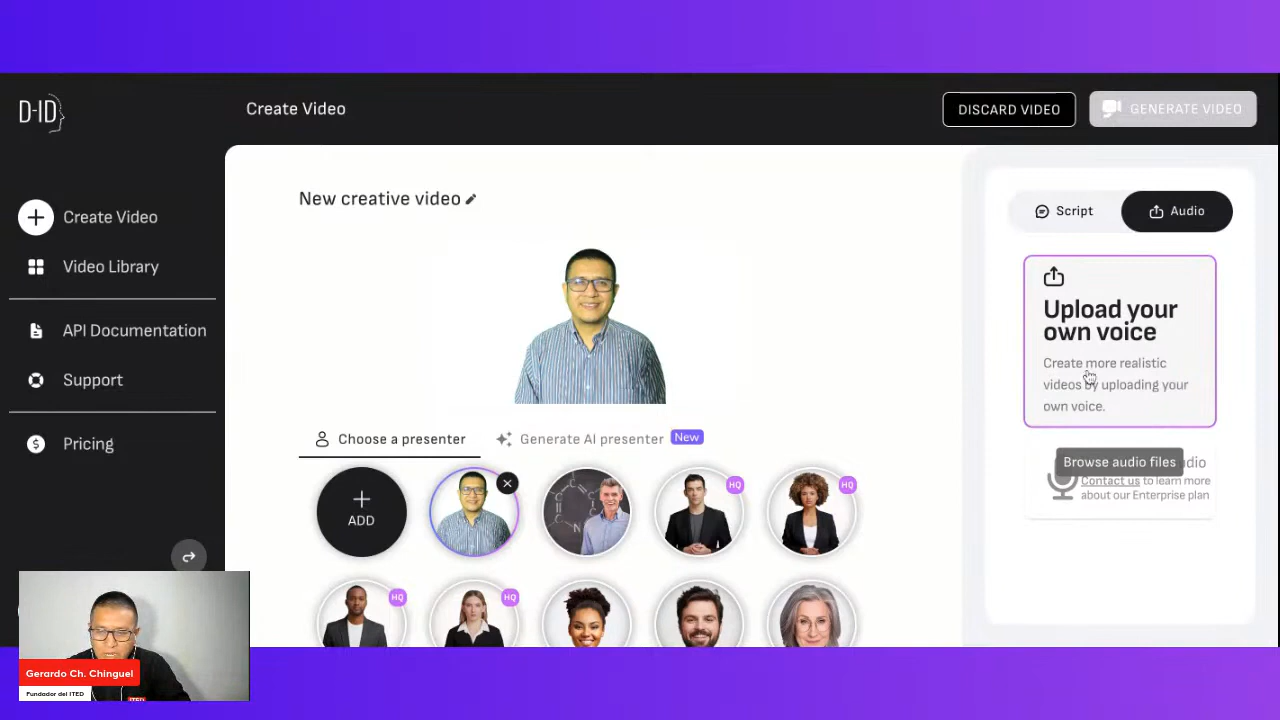 D-ID
Create Video
DISCARD VIDEO
GENERATE VIDEO
Create Video
Video Library
API Documentation
Support
Pricing
New creative video
Choose a presenter
Generate AI presenter
New
ADD
HQ
HQ
HQ
HQ
Script
Audio
Upload your
own voice
Create more realistic
videos by uploading your
own voice.
Browse audio files
Contact us to learn more
about our Enterprise plan
Gerardo Ch. Chinguel
Fundador del ITED
ITED